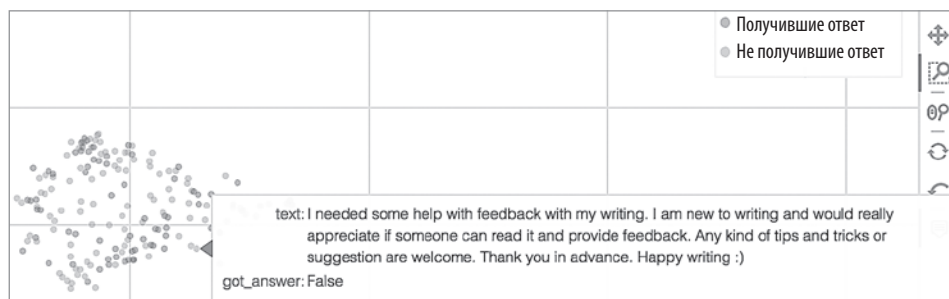 Получившие ответ
Не получившие ответ
text: I needed some help with feedback with my writing. I am new to writing and would really
appreciate if someone can read it and provide feedback. Any kind of tips and tricks or
suggestion are welcome. Thank you in advance. Happy writing :)
got_answer: False